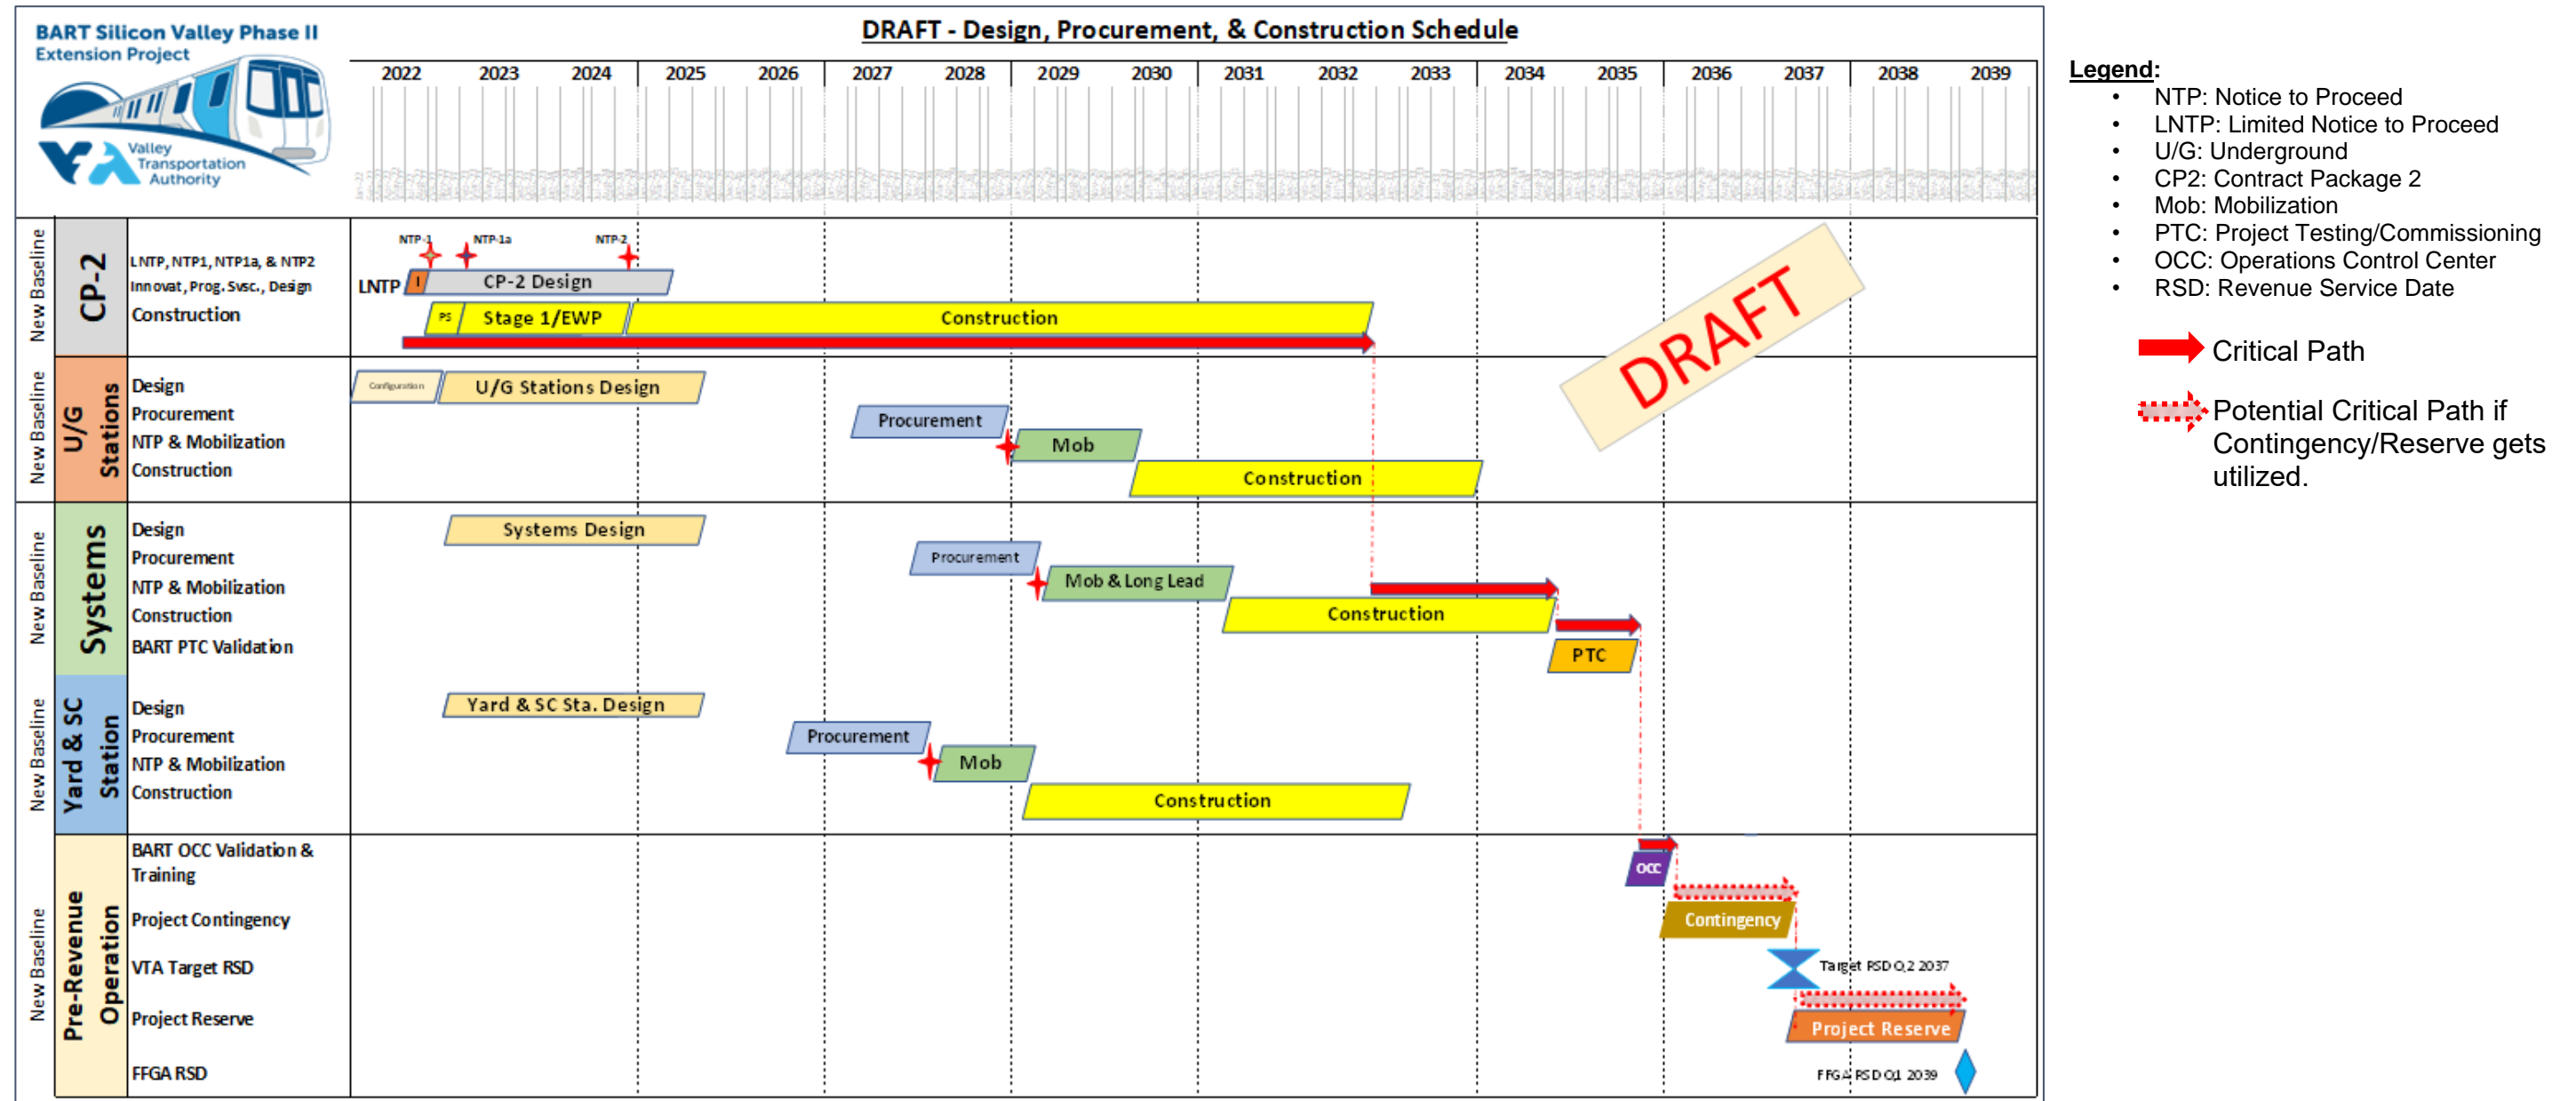 BART Silicon Valley Phase II
Extension Project
Valley
Transportation
Authority
DRAFT - Design, Procurement, & Construction Schedule
2022 2023 2024 2025 2026 2027 2028 2029 2030 2031 2032 2033 2034 2035 2036 2037 2038 2039
New Baseline
CP-2
LNTP, NTP1, NTP1a, & NTP2
Innovat, Prog. Svsc., Design
Construction
NTP-1
NTP-1a
NTP-2
LNTP
I
CP-2 Design
PS
Stage 1/EWP
Construction
DRAFT
New Baseline
U/G
Stations
Design
Procurement
NTP & Mobilization
Construction
Configuration
U/G Stations Design
Procurement
Mob
Construction
New Baseline
Systems
Design
Procurement
NTP & Mobilization
Construction
BART PTC Validation
Systems Design
Procurement
Mob & Long Lead
Construction
PTC
New Baseline
Yard & SC
Station
Design
Procurement
NTP & Mobilization
Construction
Yard & SC Sta. Design
Procurement
Mob
Construction
New Baseline
Pre-Revenue
Operation
BART OCC Validation &
Training
Project Contingency
VTA Target RSD
Project Reserve
FFGA RSD
OCC
Contingency
Target RSD Q2 2037
Project Reserve
FFGA RSD Q1 2039
Legend:
• NTP: Notice to Proceed
• LNTP: Limited Notice to Proceed
• U/G: Underground
• CP2: Contract Package 2
• Mob: Mobilization
• PTC: Project Testing/Commissioning
• OCC: Operations Control Center
• RSD: Revenue Service Date
Critical Path
Potential Critical Path if
Contingency/Reserve gets
utilized.